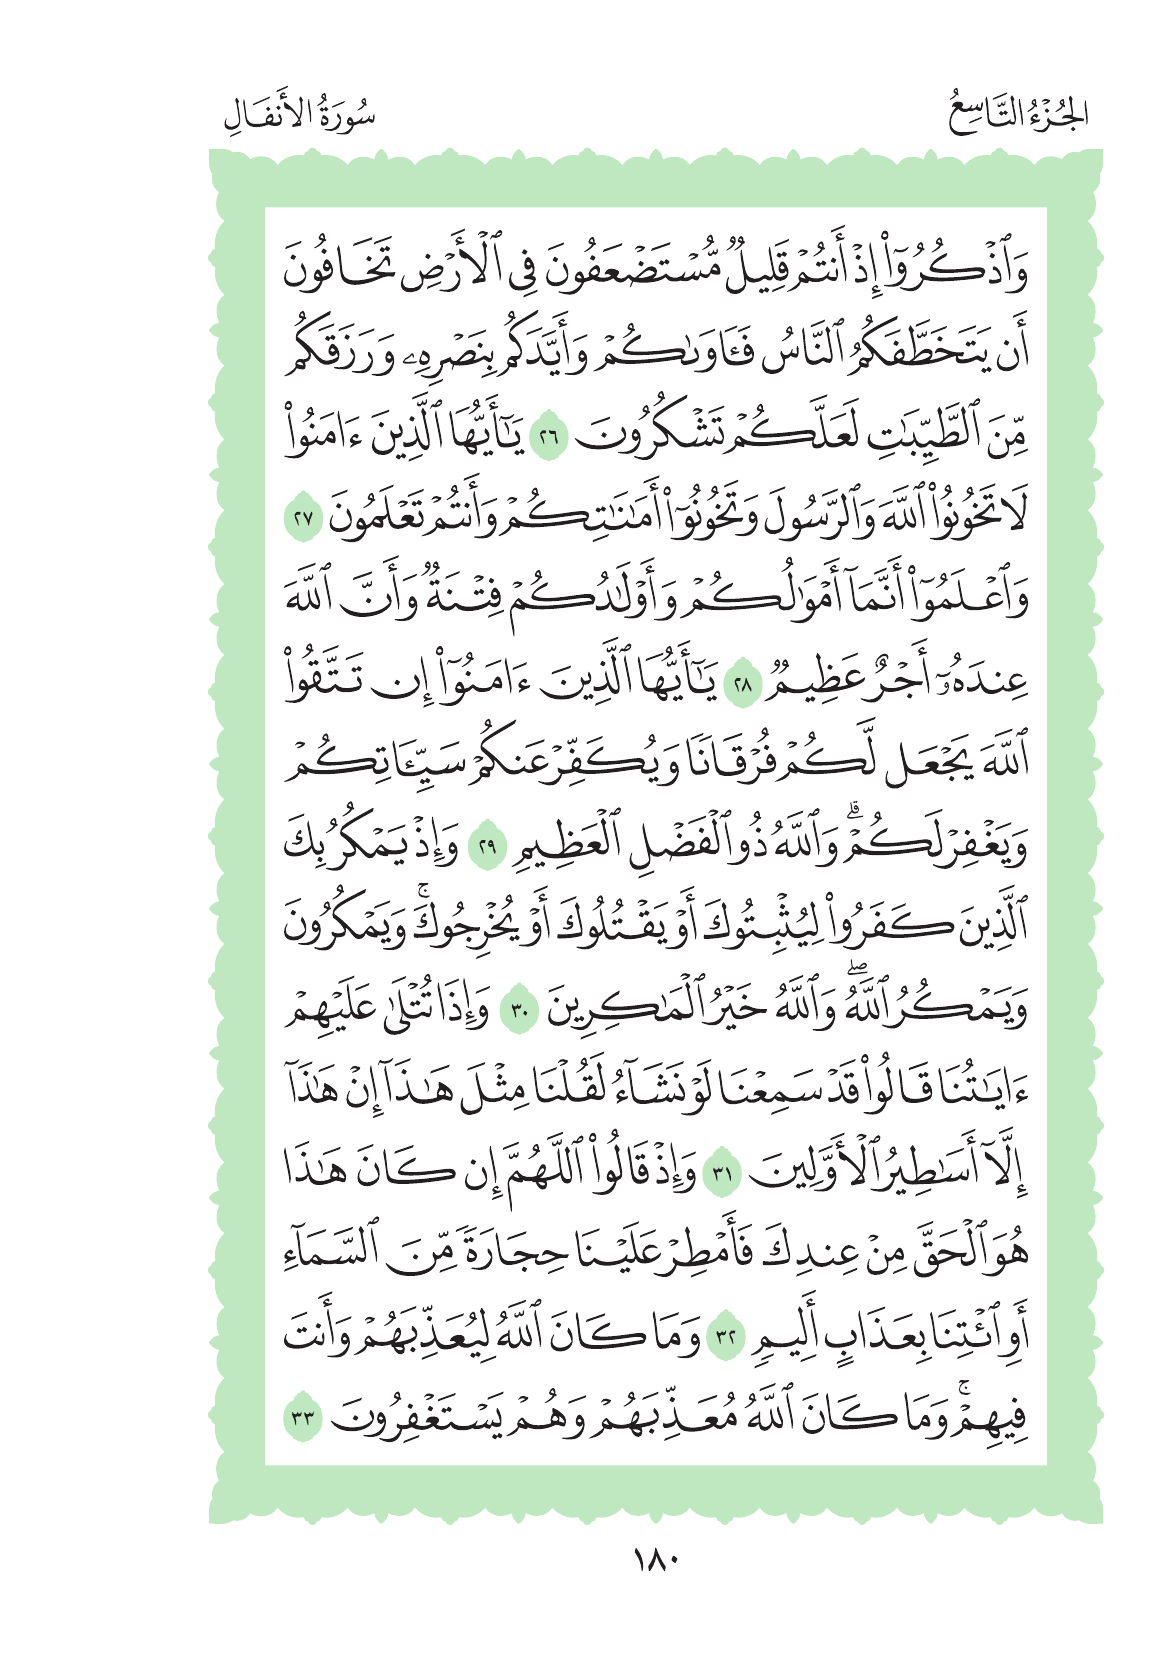 الجُزْءُ التَّاسِعُ
سُورَةُ الأَنفَالِ
وَٱذۡكُرُوٓاْ إِذۡ أَنتُمۡ قَلِيلٞ مُّسۡتَضۡعَفُونَ فِي ٱلۡأَرۡضِ تَخَافُونَ
أَن يَتَخَطَّفَكُمُ ٱلنَّاسُ فَـَٔاوَىٰكُمۡ وَأَيَّدَكُم بِنَصۡرِهِۦ وَرَزَقَكُم
مِّنَ ٱلطَّيِّبَٰتِ لَعَلَّكُمۡ تَشۡكُرُونَ ٢٦ يَٰٓأَيُّهَا ٱلَّذِينَ ءَامَنُواْ
لَا تَخُونُواْ ٱللَّهَ وَٱلرَّسُولَ وَتَخُونُوٓاْ أَمَٰنَٰتِكُمۡ وَأَنتُمۡ تَعۡلَمُونَ ٢٧
وَٱعۡلَمُوٓاْ أَنَّمَآ أَمۡوَٰلُكُمۡ وَأَوۡلَٰدُكُمۡ فِتۡنَةٞ وَأَنَّ ٱللَّهَ
عِندَهُۥٓ أَجۡرٌ عَظِيمٞ ٢٨ يَٰٓأَيُّهَا ٱلَّذِينَ ءَامَنُوٓاْ إِن تَتَّقُواْ
ٱللَّهَ يَجۡعَل لَّكُمۡ فُرۡقَانٗا وَيُكَفِّرۡ عَنكُمۡ سَيِّـَٔاتِكُمۡ
وَيَغۡفِرۡ لَكُمۡۗ وَٱللَّهُ ذُو ٱلۡفَضۡلِ ٱلۡعَظِيمِ ٢٩ وَإِذۡ يَمۡكُرُ بِكَ
ٱلَّذِينَ كَفَرُواْ لِيُثۡبِتُوكَ أَوۡ يَقۡتُلُوكَ أَوۡ يُخۡرِجُوكَۚ وَيَمۡكُرُونَ
وَيَمۡكُرُ ٱللَّهُۖ وَٱللَّهُ خَيۡرُ ٱلۡمَٰكِرِينَ ٣٠ وَإِذَا تُتۡلَىٰ عَلَيۡهِمۡ
ءَايَٰتُنَا قَالُواْ قَدۡ سَمِعۡنَا لَوۡ نَشَآءُ لَقُلۡنَا مِثۡلَ هَٰذَآ إِنۡ هَٰذَآ
إِلَّآ أَسَٰطِيرُ ٱلۡأَوَّلِينَ ٣١ وَإِذۡ قَالُواْ ٱللَّهُمَّ إِن كَانَ هَٰذَا
هُوَ ٱلۡحَقَّ مِنۡ عِندِكَ فَأَمۡطِرۡ عَلَيۡنَا حِجَارَةٗ مِّنَ ٱلسَّمَآءِ
أَوِ ٱئۡتِنَا بِعَذَابٍ أَلِيمٖ ٣٢ وَمَا كَانَ ٱللَّهُ لِيُعَذِّبَهُمۡ وَأَنتَ
فِيهِمۡۚ وَمَا كَانَ ٱللَّهُ مُعَذِّبَهُمۡ وَهُمۡ يَسۡتَغۡفِرُونَ ٣٣
١٨٠